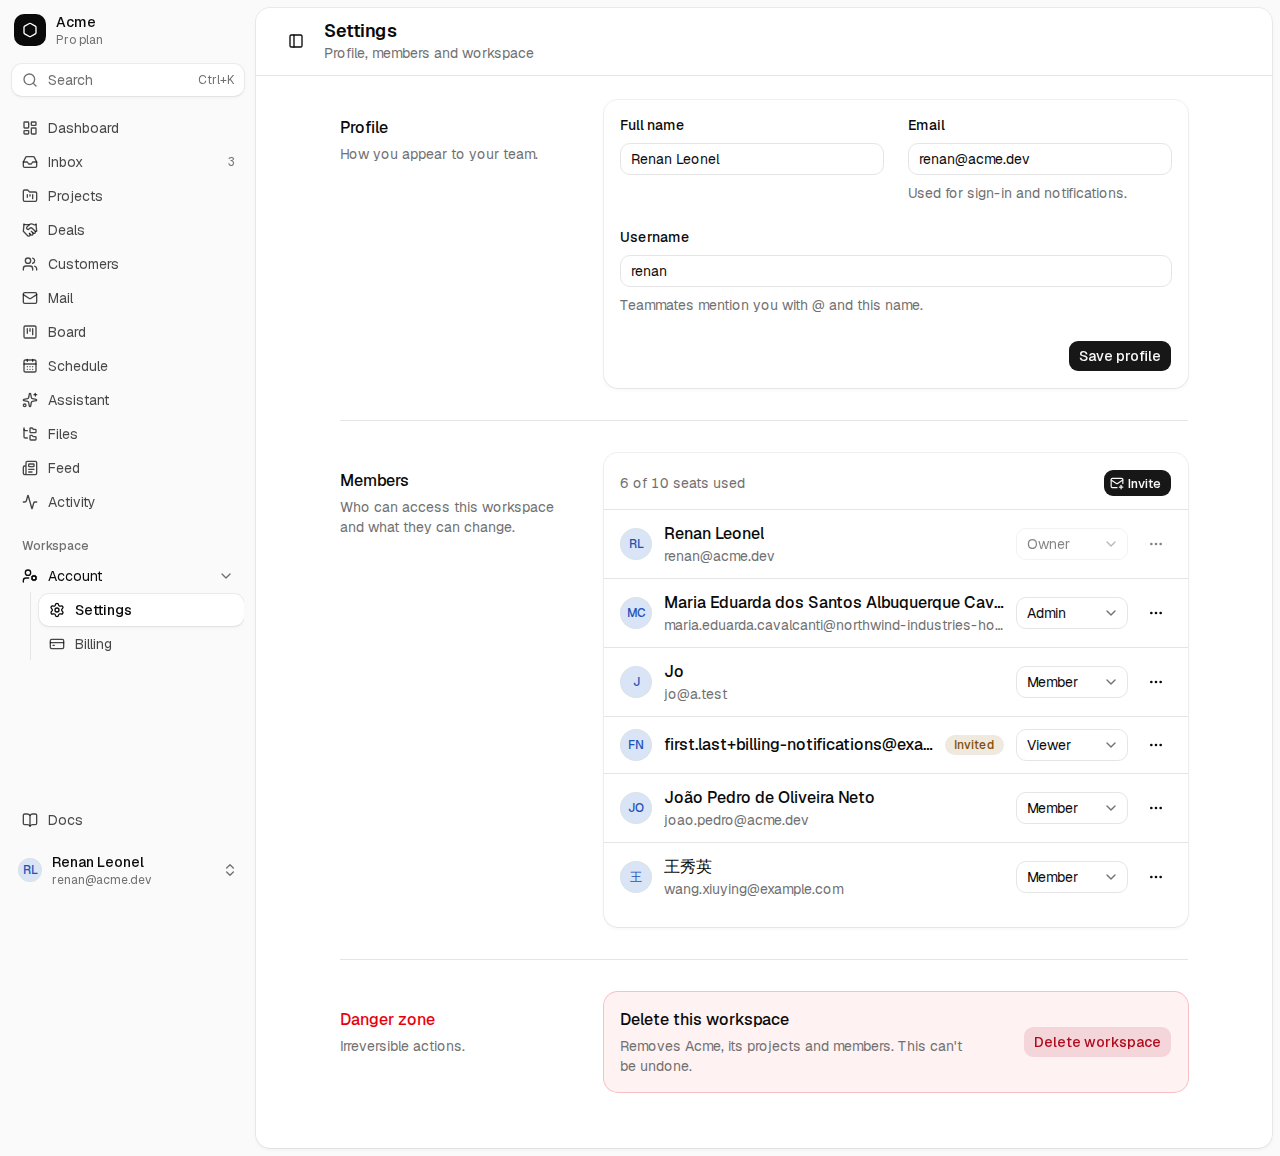 Acme
Pro plan
Search Ctrl+K
Dashboard
Inbox 3
Projects
Deals
Customers
Mail
Board
Schedule
Assistant
Files
Feed
Activity
Workspace
Account
Settings
Billing
Docs
RL Renan Leonel
renan@acme.dev
Settings
Profile, members and workspace
Profile
How you appear to your team.
Full name
Renan Leonel
Email
renan@acme.dev
Used for sign-in and notifications.
Username
renan
Teammates mention you with @ and this name.
Save profile
Members
Who can access this workspace
and what they can change.
6 of 10 seats used Invite
RL Renan Leonel Owner
renan@acme.dev
MC Maria Eduarda dos Santos Albuquerque Cav... Admin
maria.eduarda.cavalcanti@northwind-industries-ho...
J Jo Member
jo@a.test
FN first.last+billing-notifications@exa... Invited Viewer
JO João Pedro de Oliveira Neto Member
joao.pedro@acme.dev
王 王秀英 Member
wang.xiuying@example.com
Danger zone
Irreversible actions.
Delete this workspace
Removes Acme, its projects and members. This can't
be undone.
Delete workspace